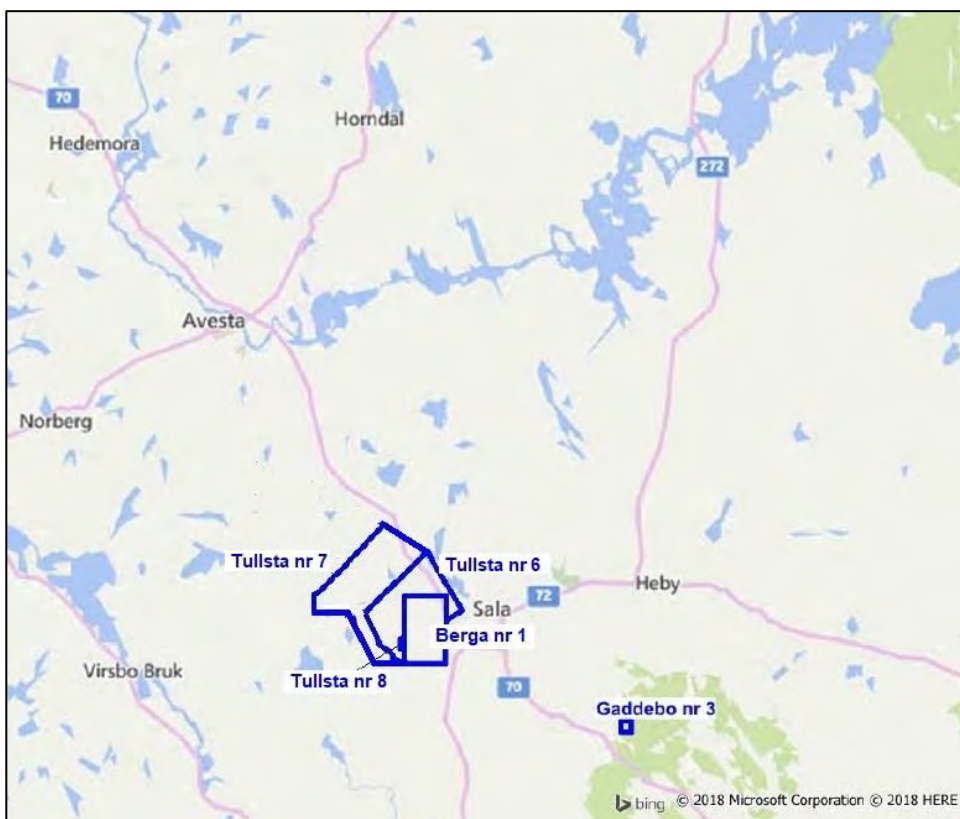 70
Hedemora
Horndal
272
Avesta
Norberg
Tullsta nr 7
Tullsta nr 6
72
Heby
Sala
Berga nr 1
Virsbo Bruk
Tullsta nr 8
70
Gaddebo nr 3
bing © 2018 Microsoft Corporation © 2018 HERE